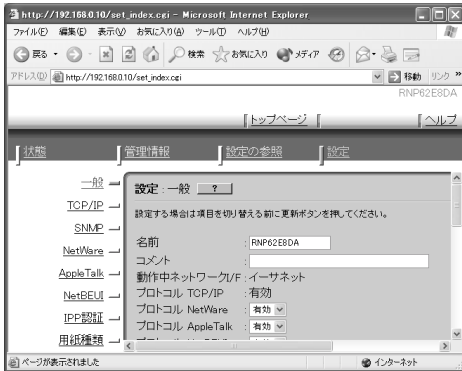 http://192.168.0.10/set_index.cgi - Microsoft Internet Explorer
ファイル(F) 編集(E) 表示(V) お気に入り(A) ツール(T) ヘルプ(H)
戻る 検索 お気に入り メディア
アドレス(D) http://192.168.0.10/set_index.cgi 移動 リンク »
RNP62E8DA
トップページ ヘルプ
状態 管理情報 設定の参照 設定
一般
TCP/IP
SNMP
NetWare
AppleTalk
NetBEUI
IPP認証
用紙種類
設定 : 一般 ?
設定する場合は項目を切り替える前に更新ボタンを押してください。
名前 : RNP62E8DA
コメント :
動作中ネットワークI/F : イーサネット
プロトコル TCP/IP : 有効
プロトコル NetWare : 有効
プロトコル AppleTalk : 有効
ページが表示されました インターネット